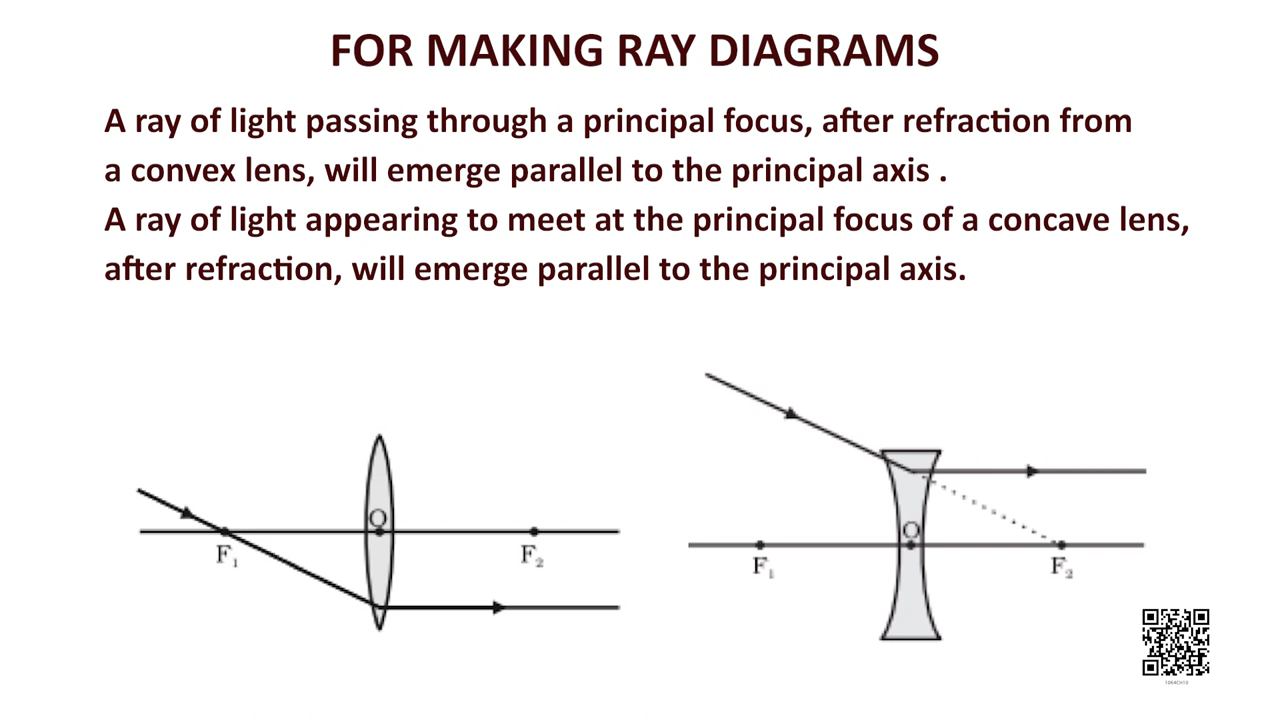 FOR MAKING RAY DIAGRAMS
A ray of light passing through a principal focus, after refraction from
a convex lens, will emerge parallel to the principal axis .
A ray of light appearing to meet at the principal focus of a concave lens,
after refraction, will emerge parallel to the principal axis.
O
F₁
F₂
O
F₁
F₂
1064CH10